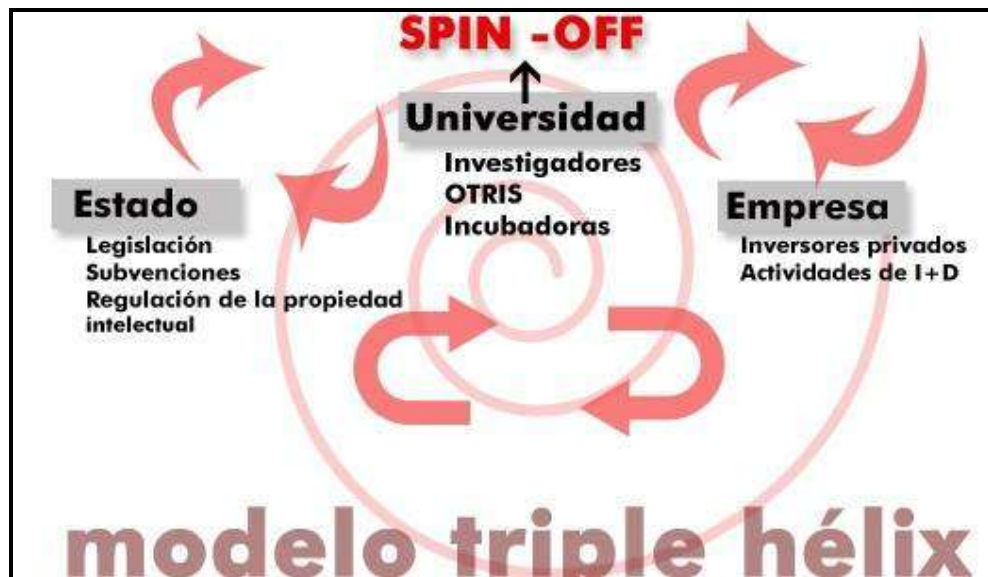 SPIN -OFF
Universidad
Investigadores
OTRIS
Incubadoras
Estado
Legislación
Subvenciones
Regulación de la propiedad
intelectual
Empresa
Inversores privados
Actividades de I+D
modelo triple hélix